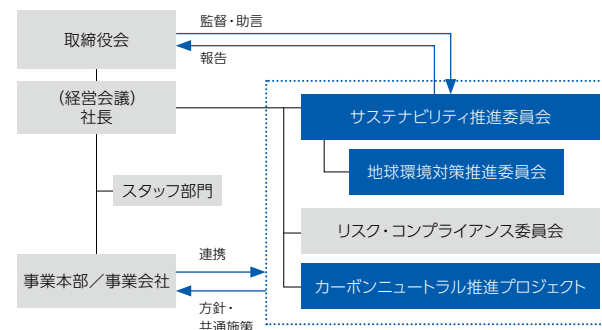 監督・助言
取締役会
報告
(経営会議)
社長
サステナビリティ推進委員会
地球環境対策推進委員会
スタッフ部門
リスク・コンプライアンス委員会
連携
事業本部／事業会社
カーボンニュートラル推進プロジェクト
方針・
共通施策